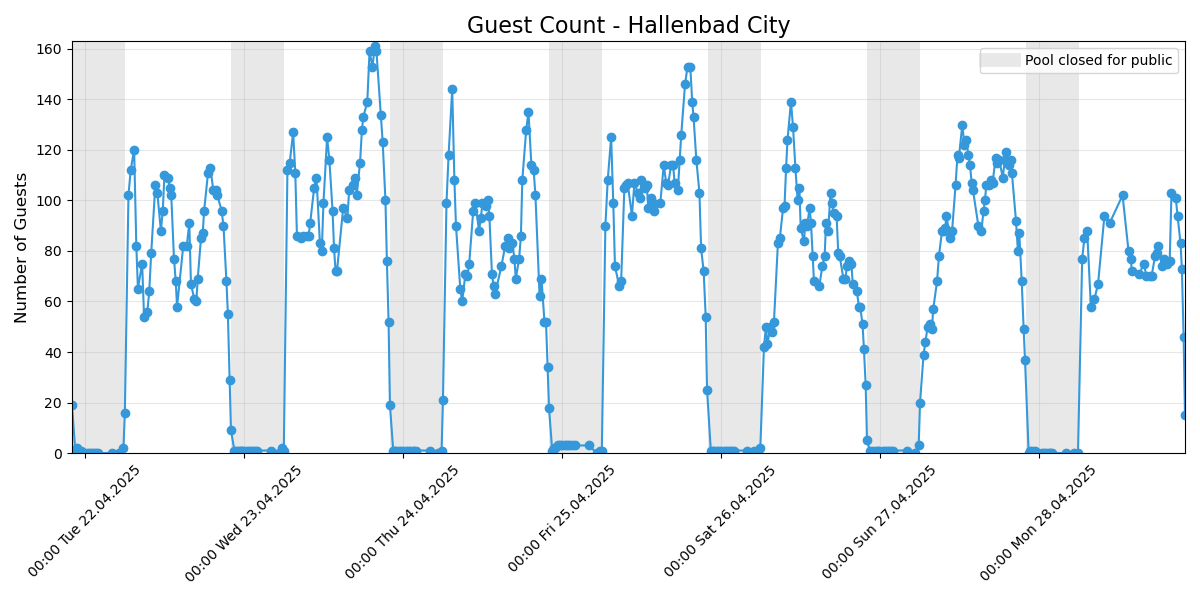 Guest Count - Hallenbad City
Pool closed for public
Number of Guests
160
140
120
100
80
60
40
20
0
00:00 Tue 22.04.2025
00:00 Wed 23.04.2025
00:00 Thu 24.04.2025
00:00 Fri 25.04.2025
00:00 Sat 26.04.2025
00:00 Sun 27.04.2025
00:00 Mon 28.04.2025